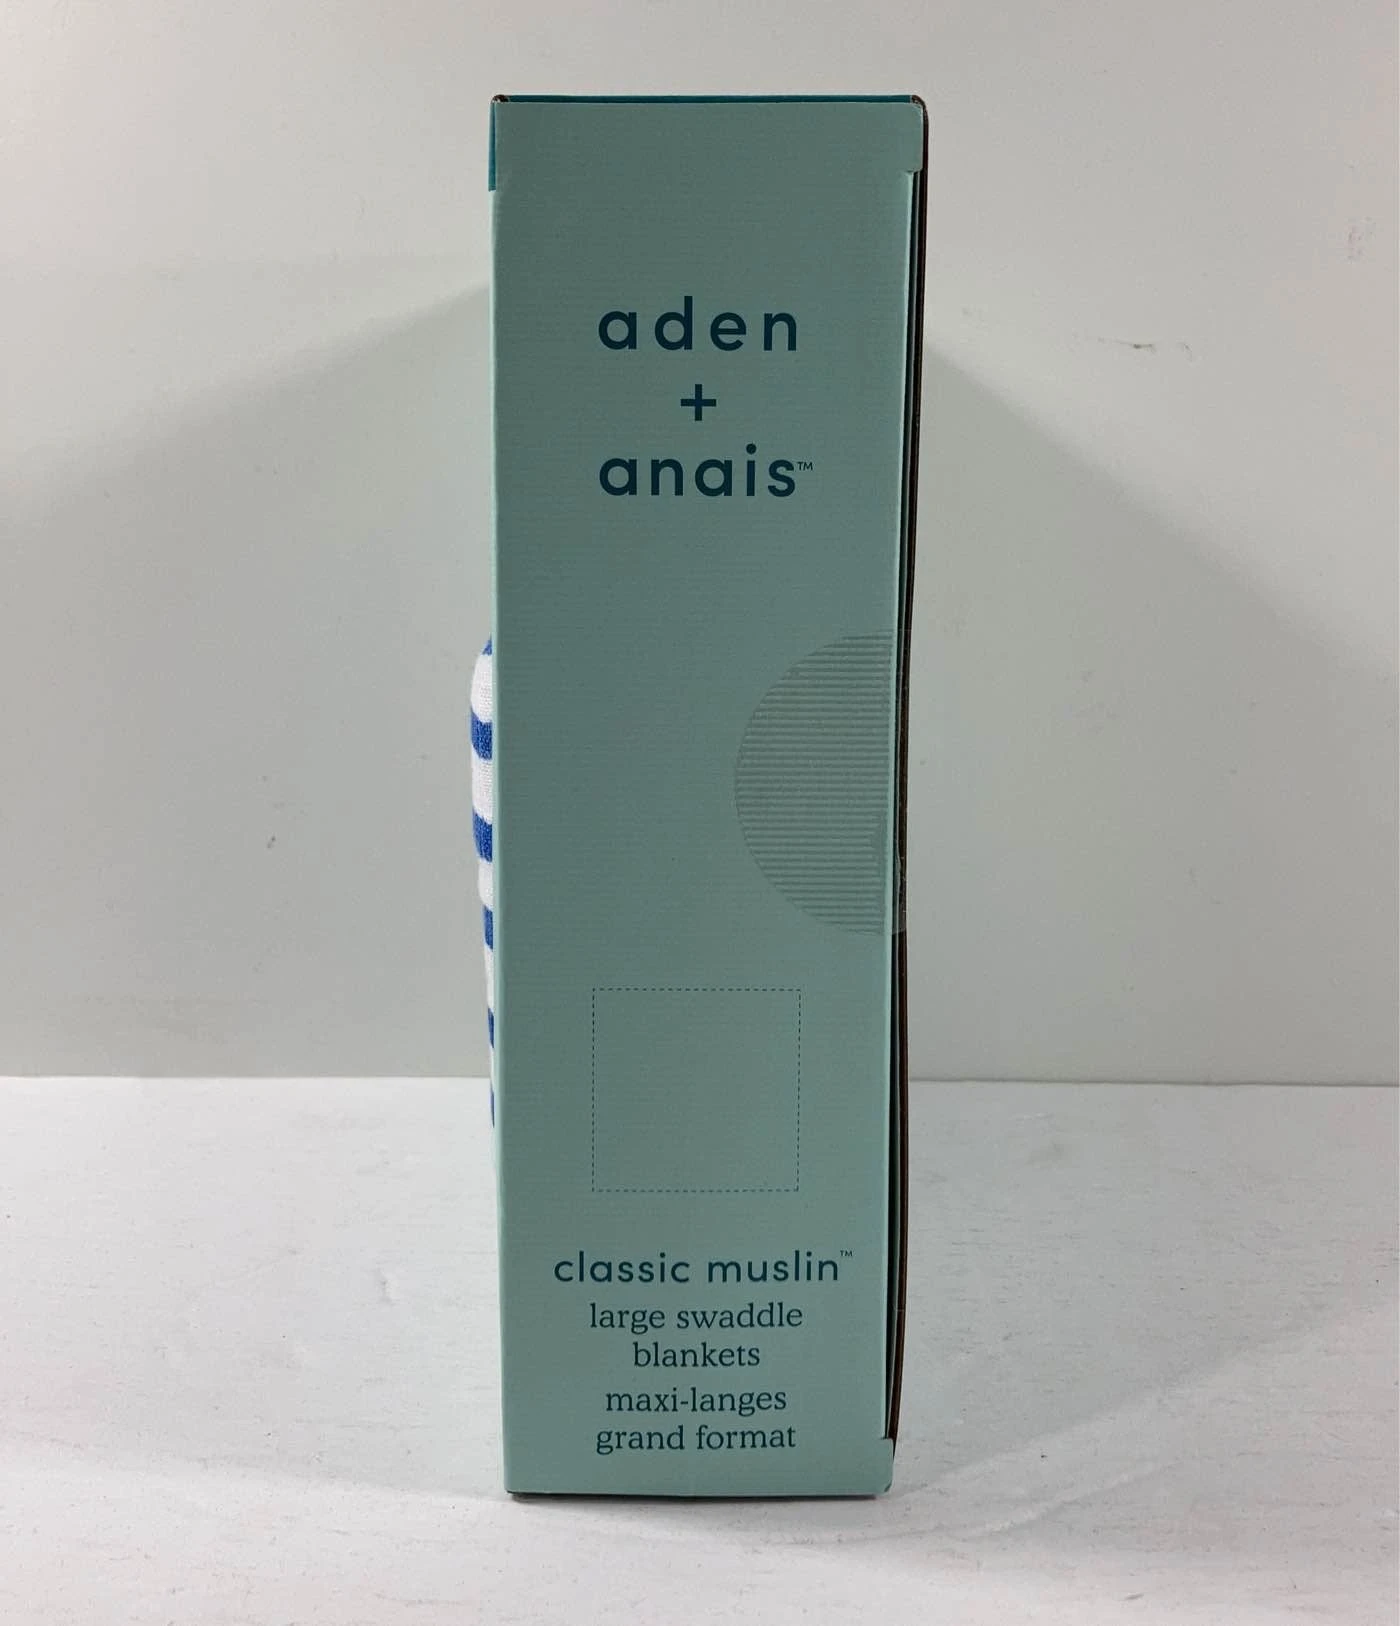 aden
+
anais™
classic muslin™
large swaddle
blankets
maxi-langes
grand format